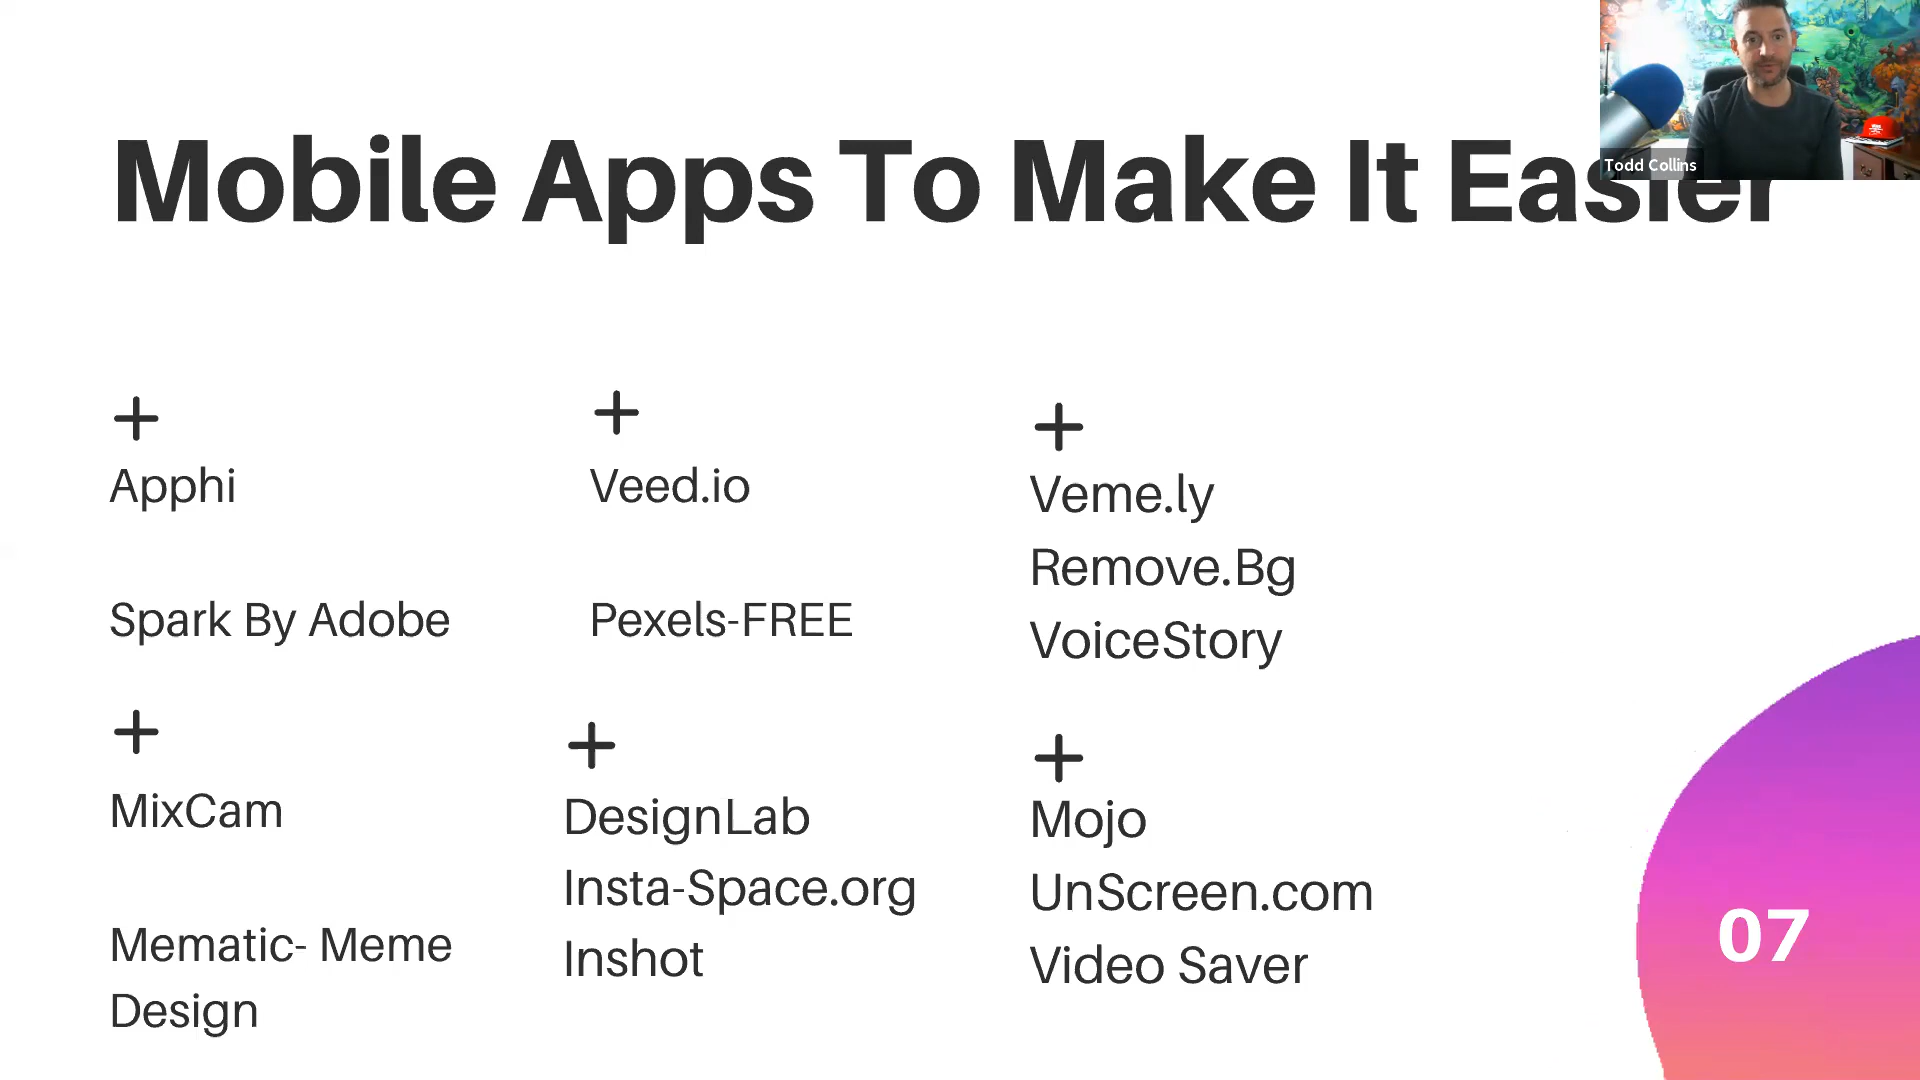 Mobile Apps To Make It Easier
Todd Collins
+
Apphi
Spark By Adobe
+
Veed.io
Pexels-FREE
+
Veme.ly
Remove.Bg
VoiceStory
+
MixCam
Mematic- Meme
Design
+
DesignLab
Insta-Space.org
Inshot
+
Mojo
UnScreen.com
Video Saver
07